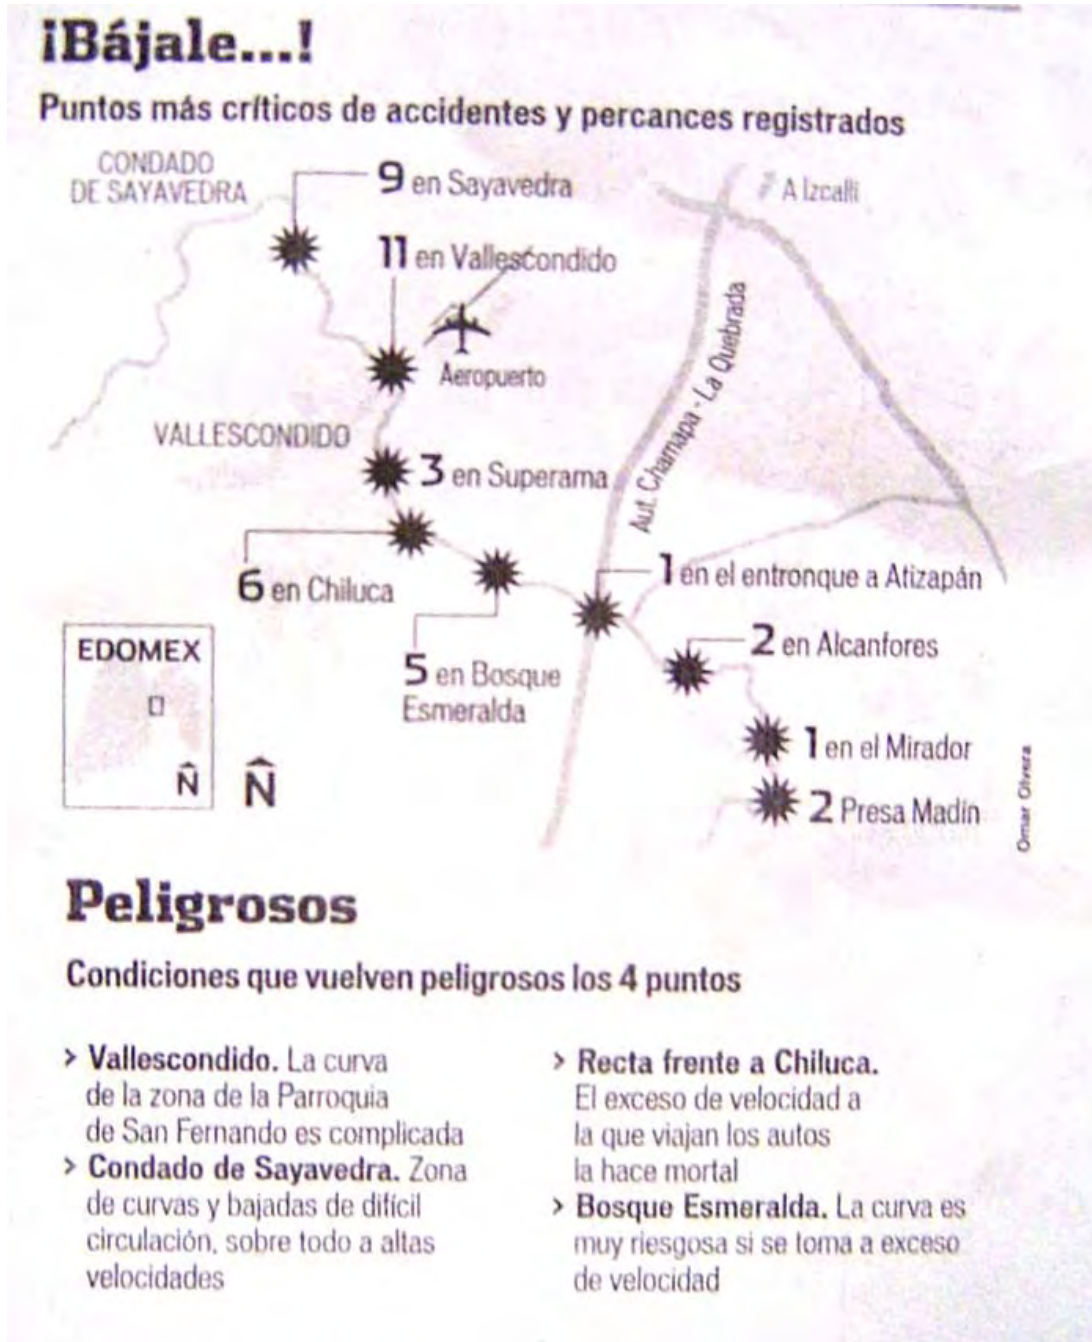 ¡Bájale...!
Puntos más críticos de accidentes y percances registrados
CONDADO
DE SAYAVEDRA
9 en Sayavedra
A Izcalli
11 en Vallescondido
Aeropuerto
Aut. Chamapa - La Quebrada
VALLESCONDIDO
3 en Superama
6 en Chiluca
1 en el entronque a Atizapán
5 en Bosque
Esmeralda
2 en Alcanfores
EDOMEX
N
N
1 en el Mirador
2 Presa Madín
Omar Olvera
Peligrosos
Condiciones que vuelven peligrosos los 4 puntos
> Vallescondido. La curva
de la zona de la Parroquia
de San Fernando es complicada
> Condado de Sayavedra. Zona
de curvas y bajadas de difícil
circulación, sobre todo a altas
velocidades
> Recta frente a Chiluca.
El exceso de velocidad a
la que viajan los autos
la hace mortal
> Bosque Esmeralda. La curva es
muy riesgosa si se toma a exceso
de velocidad